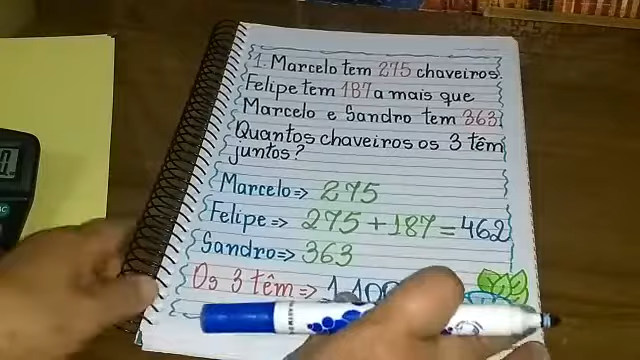 1. Marcelo tem 275 chaveiros.
Felipe tem 187 a mais que
Marcelo e Sandro tem 363.
Quantos chaveiros os 3 têm
juntos?
Marcelo=> 275
Felipe=> 275+187=462
Sandro=> 363
Os 3 têm=>